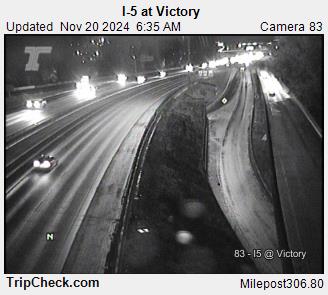 I-5 at Victory
Updated Nov 20 2024 6:35 AM Camera 83
T
N
83 - I5 @ Victory
TripCheck.com Milepost306.80